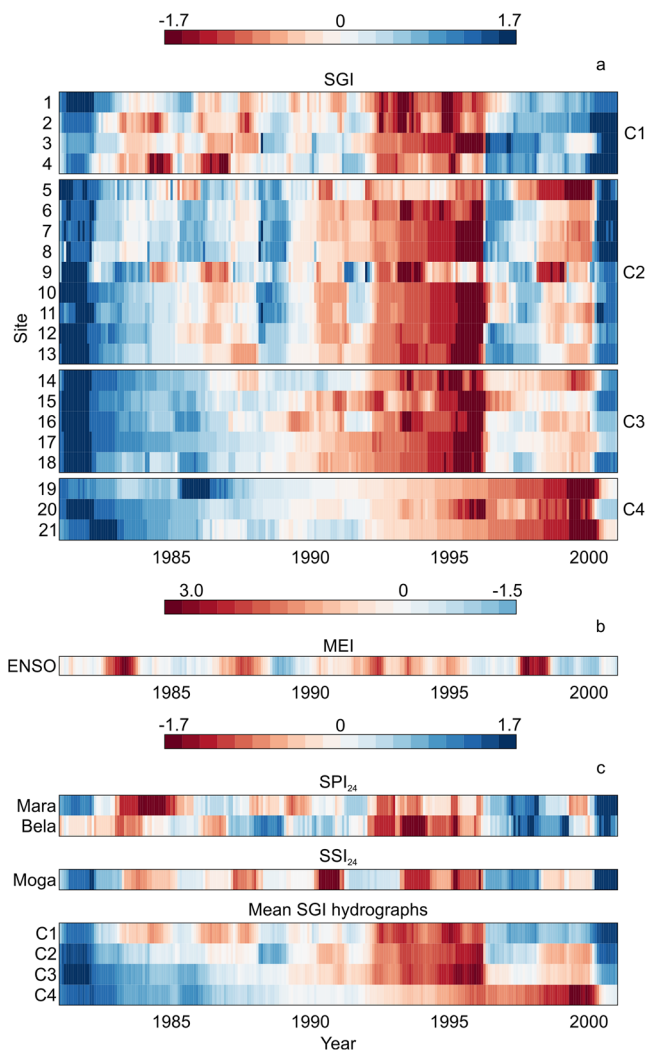 -1.7 0 1.7
a
SGI
1
2
3
4
C1
5
6
7
8
9
10
11
12
13
C2
Site
14
15
16
17
18
C3
19
20
21
C4
1985 1990 1995 2000
3.0 0 -1.5
b
MEI
ENSO
1985 1990 1995 2000
-1.7 0 1.7
c
SPI24
Mara
Bela
SSI24
Moga
Mean SGI hydrographs
C1
C2
C3
C4
1985 1990 1995 2000
Year